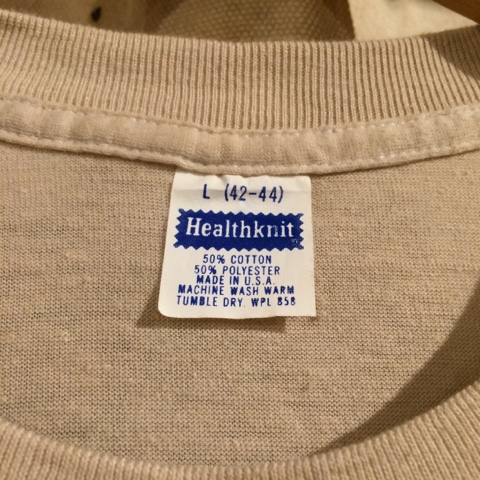 L (42-44)
Healthknit
50% COTTON
50% POLYESTER
MADE IN U.S.A.
MACHINE WASH WARM
TUMBLE DRY. WPL 858